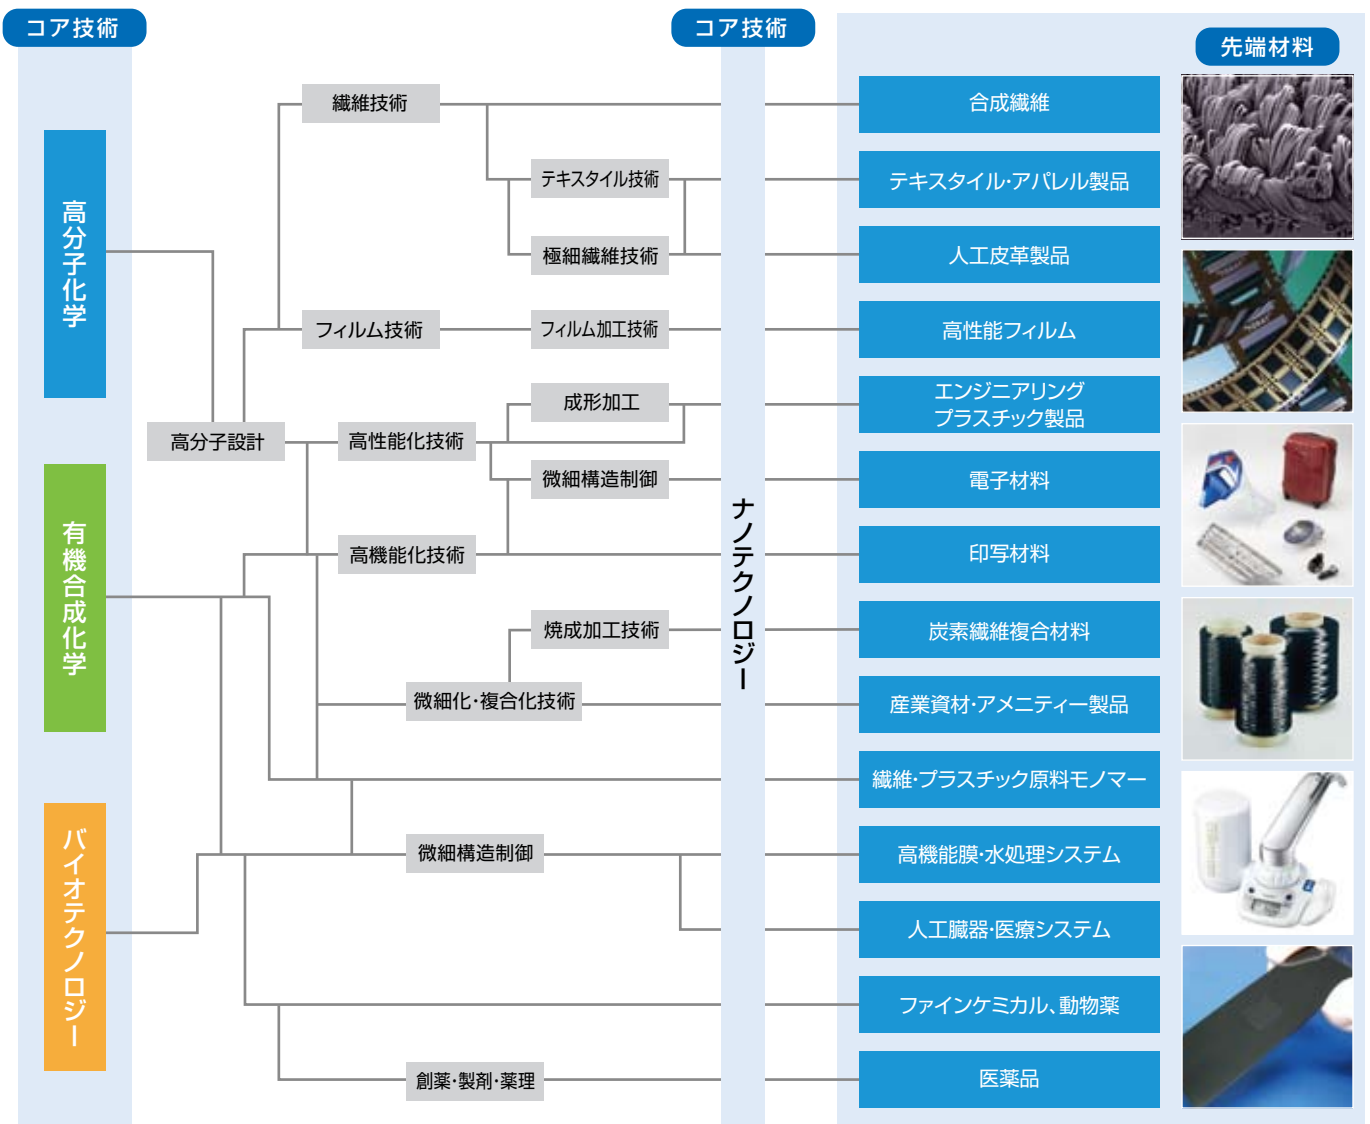 コア技術
コア技術
先端材料
高分子化学
有機合成化学
バイオテクノロジー
高分子設計
繊維技術
テキスタイル技術
極細繊維技術
フィルム技術
フィルム加工技術
成形加工
高性能化技術
微細構造制御
高機能化技術
焼成加工技術
微細化・複合化技術
微細構造制御
創薬・製剤・薬理
ナノテクノロジー
合成繊維
テキスタイル・アパレル製品
人工皮革製品
高性能フィルム
エンジニアリング
プラスチック製品
電子材料
印写材料
炭素繊維複合材料
産業資材・アメニティー製品
繊維・プラスチック原料モノマー
高機能膜・水処理システム
人工臓器・医療システム
ファインケミカル、動物薬
医薬品